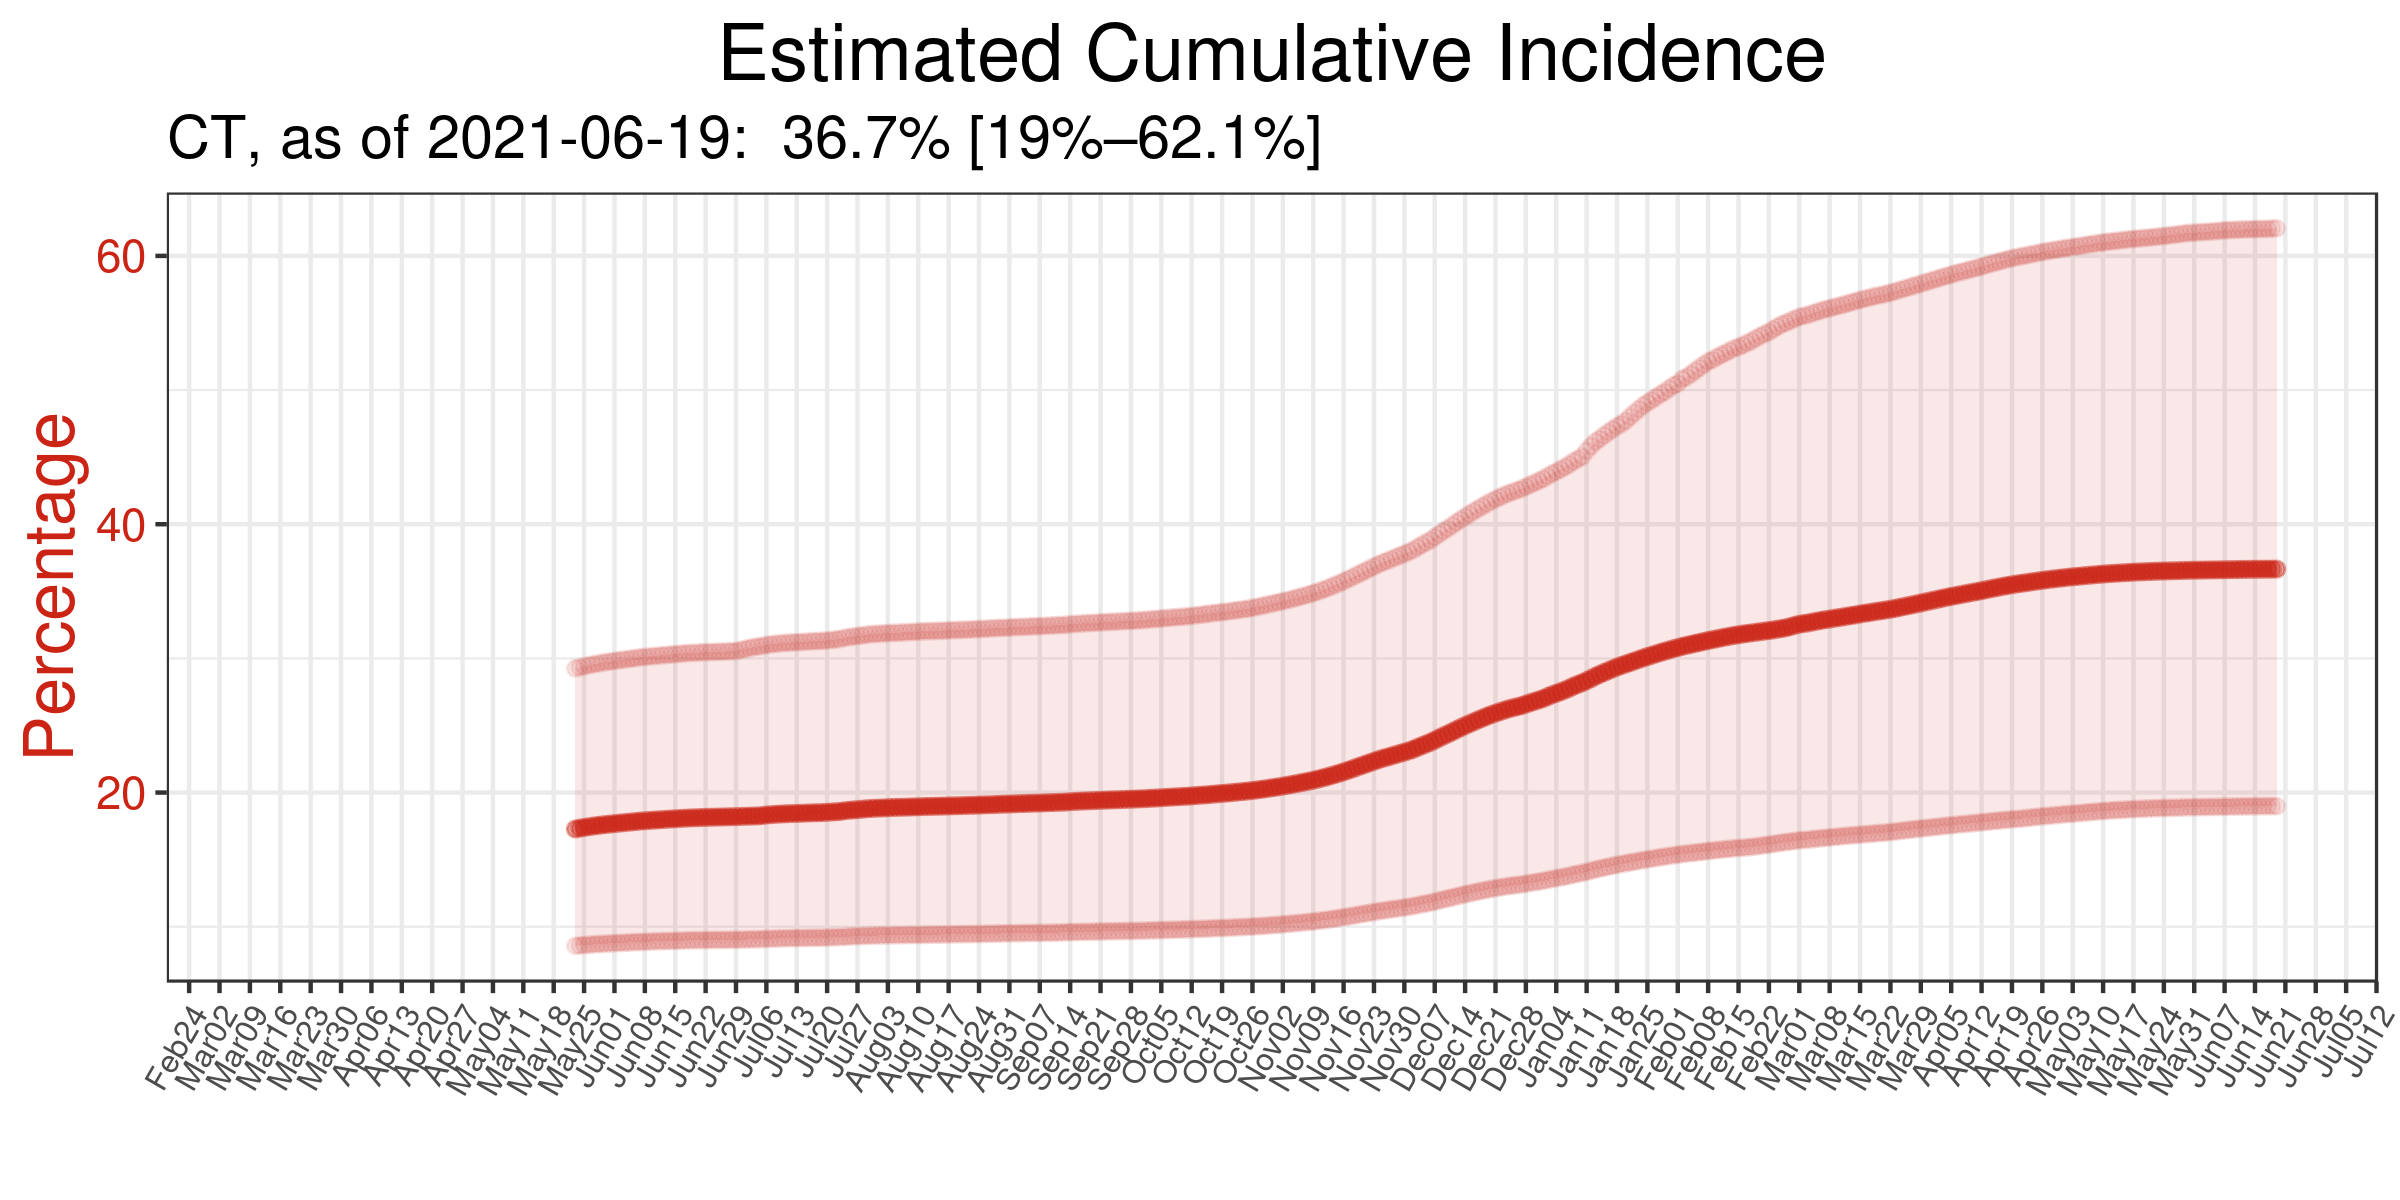 Estimated Cumulative Incidence
CT, as of 2021-06-19: 36.7% [19%–62.1%]
Percentage
60
40
20
Feb24
Mar02
Mar09
Mar16
Mar23
Mar30
Apr06
Apr13
Apr20
Apr27
May04
May11
May18
May25
Jun01
Jun08
Jun15
Jun22
Jun29
Jul06
Jul13
Jul20
Jul27
Aug03
Aug10
Aug17
Aug24
Aug31
Sep07
Sep14
Sep21
Sep28
Oct05
Oct12
Oct19
Oct26
Nov02
Nov09
Nov16
Nov23
Nov30
Dec07
Dec14
Dec21
Dec28
Jan04
Jan11
Jan18
Jan25
Feb01
Feb08
Feb15
Feb22
Mar01
Mar08
Mar15
Mar22
Mar29
Apr05
Apr12
Apr19
Apr26
May03
May10
May17
May24
May31
Jun07
Jun14
Jun21
Jun28
Jul05
Jul12